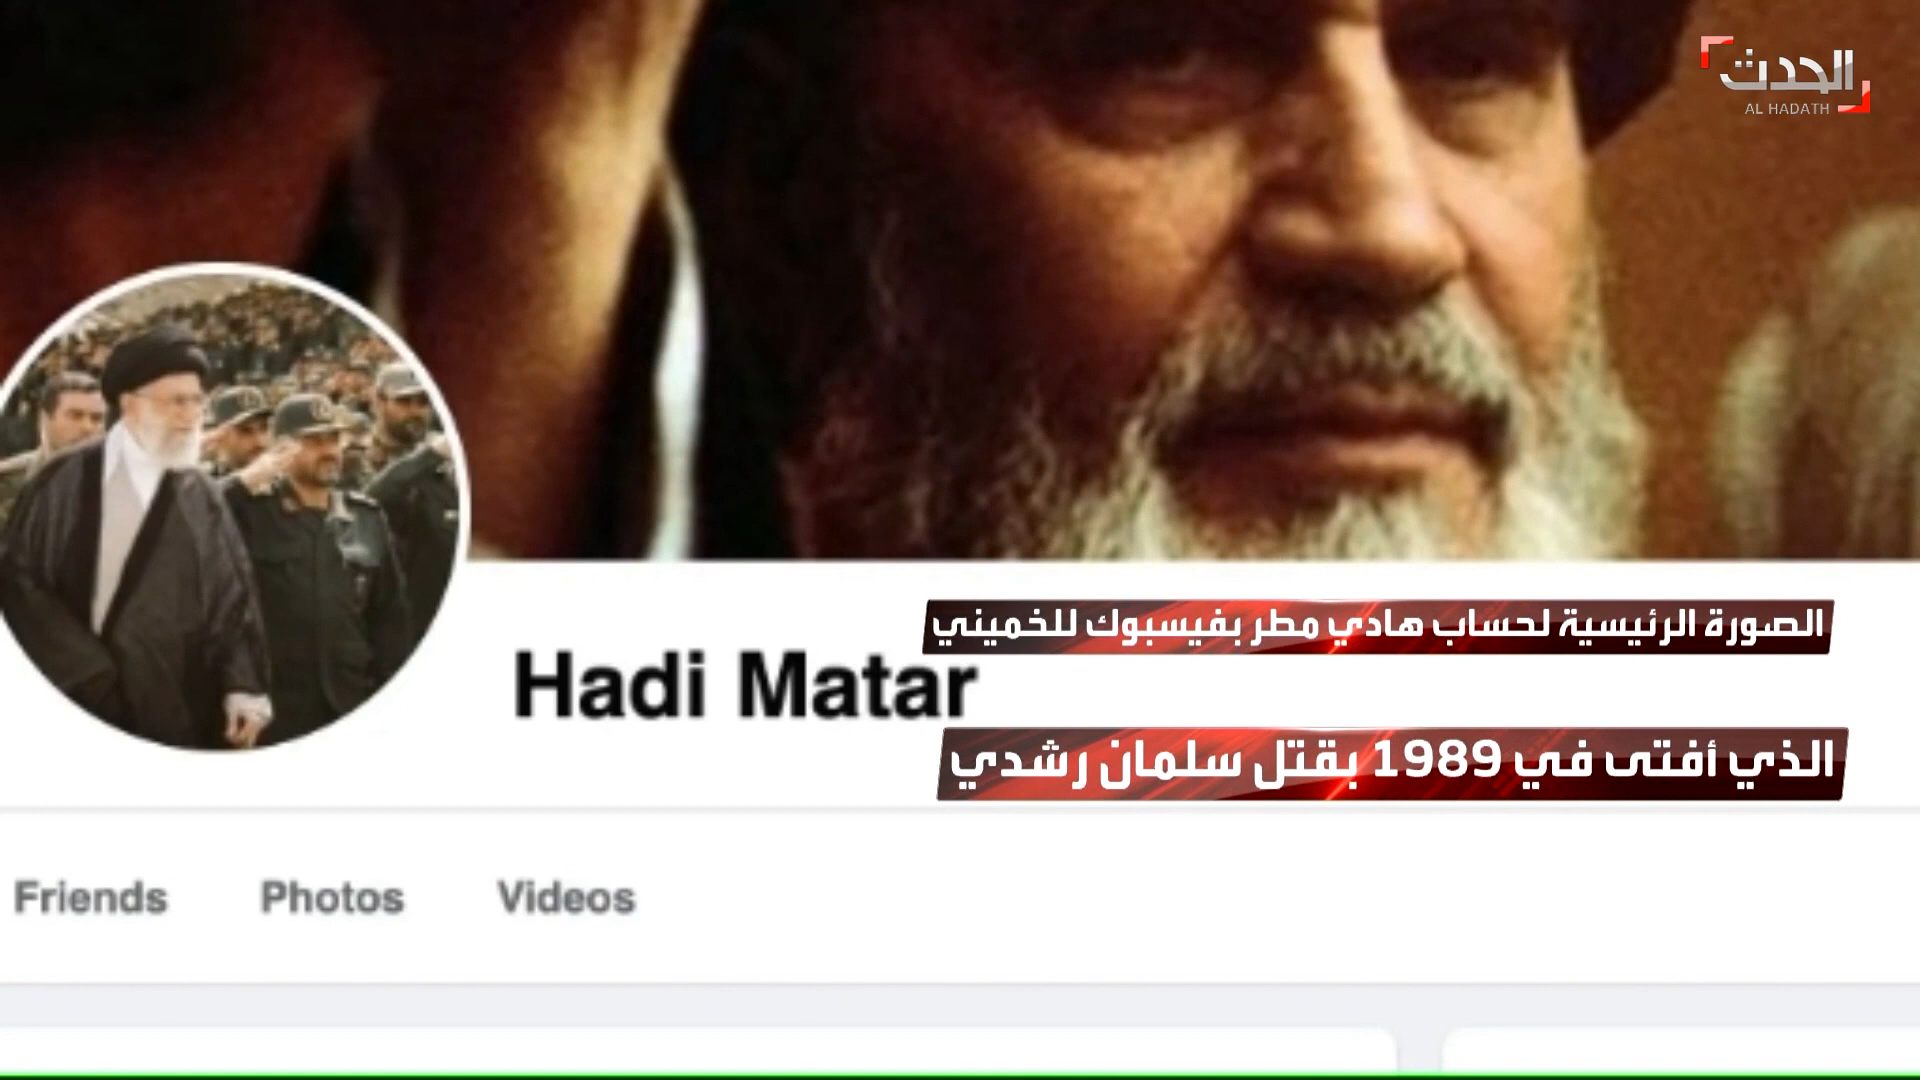 الحدث
AL HADATH
الصورة الرئيسية لحساب هادي مطر بفيسبوك للخميني
Hadi Matar
الذي أفتى في 1989 بقتل سلمان رشدي
Friends Photos Videos